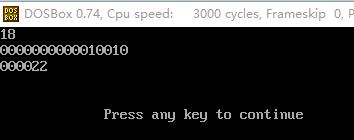 DOSBox 0.74, Cpu speed: 3000 cycles, Frameskip 0, P
18
0000000000010010
000022
Press any key to continue